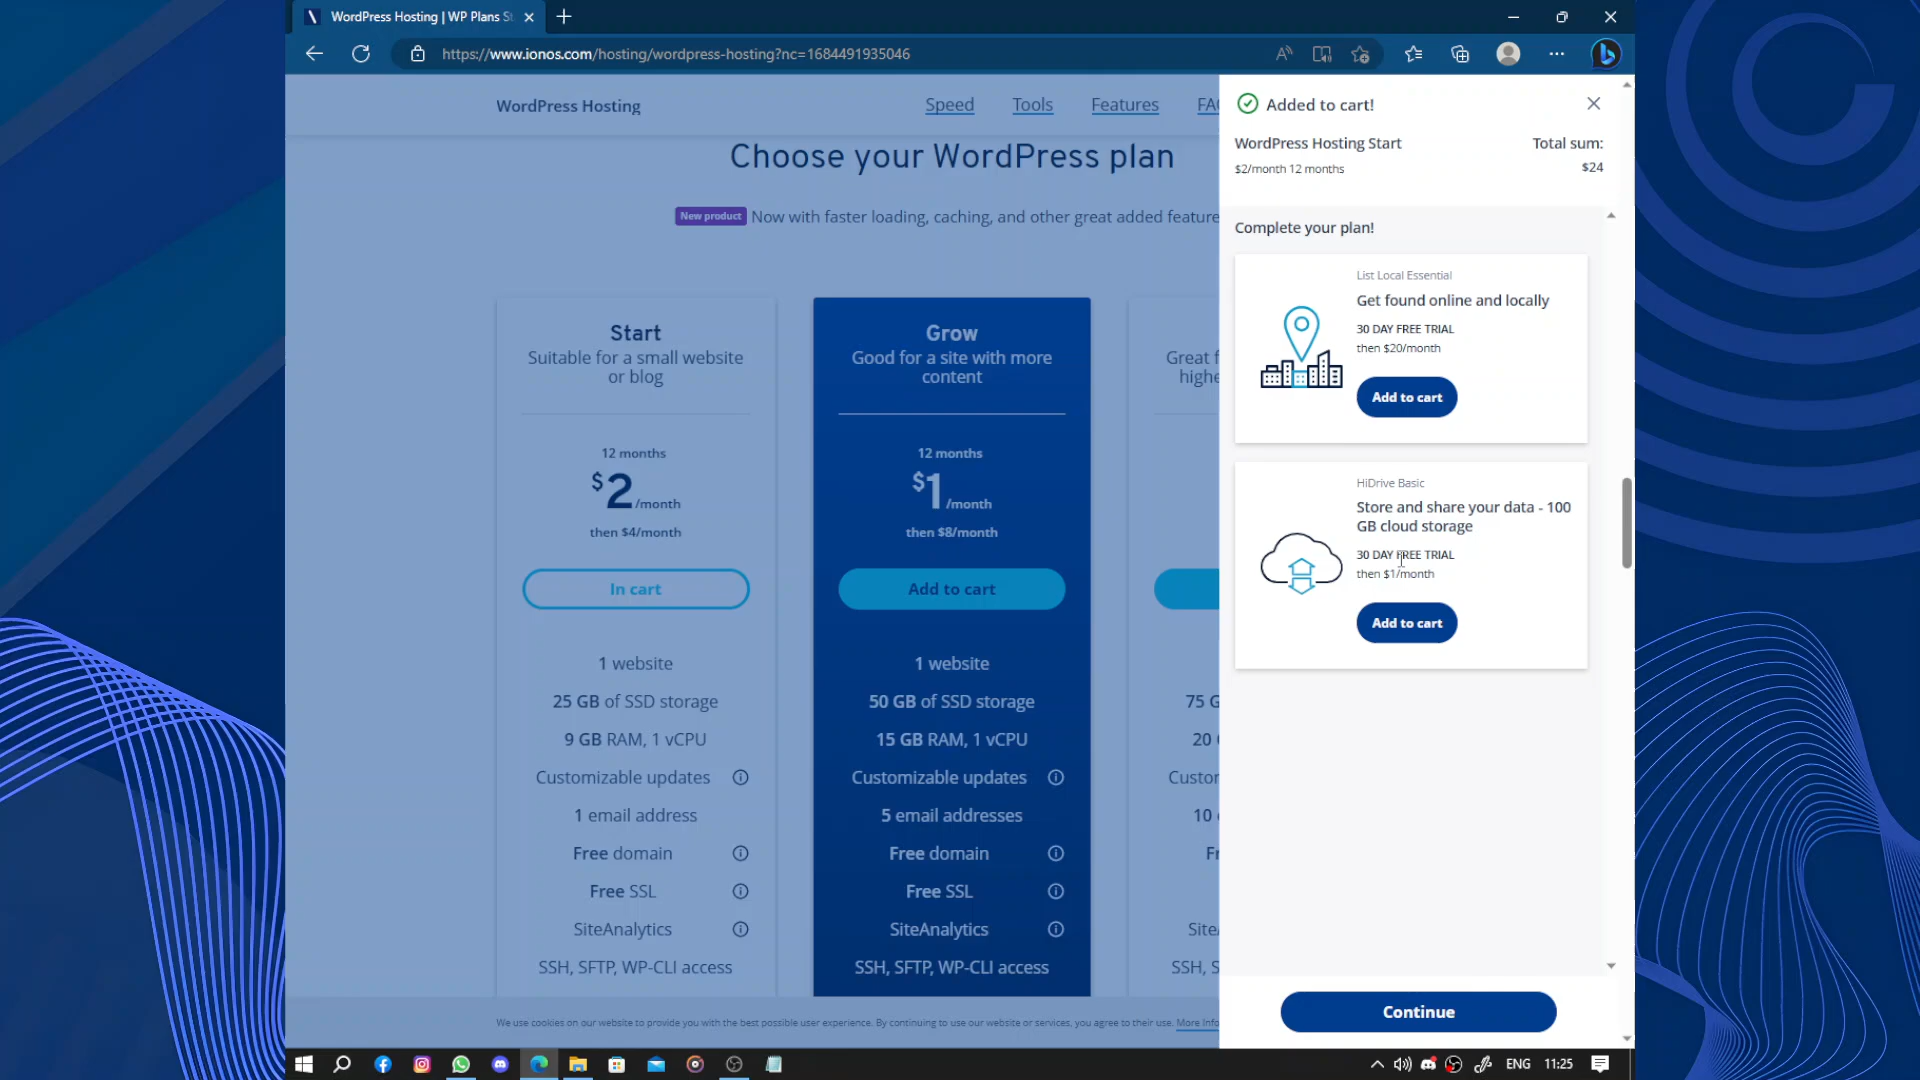 WordPress Hosting | WP Plans St
https://www.ionos.com/hosting/wordpress-hosting?nc=1684491935046
WordPress Hosting
Speed
Tools
Features
FA
Choose your WordPress plan
New product
Now with faster loading, caching, and other great added feature
Start
Suitable for a small website
or blog
12 months
$2/month
then $4/month
In cart
1 website
25 GB of SSD storage
9 GB RAM, 1 vCPU
Customizable updates
1 email address
Free domain
Free SSL
SiteAnalytics
SSH, SFTP, WP-CLI access
Grow
Good for a site with more
content
12 months
$1/month
then $8/month
Add to cart
1 website
50 GB of SSD storage
15 GB RAM, 1 vCPU
Customizable updates
5 email addresses
Free domain
Free SSL
SiteAnalytics
SSH, SFTP, WP-CLI access
Great f
highe
75 G
20
Custor
10
Fr
Site
SSH, S
We use cookies on our website to provide you with the best possible user experience. By continuing to use our website or services, you agree to their use. More Info
Added to cart!
WordPress Hosting Start
Total sum:
$2/month 12 months
$24
Complete your plan!
List Local Essential
Get found online and locally
30 DAY FREE TRIAL
then $20/month
Add to cart
HiDrive Basic
Store and share your data - 100
GB cloud storage
30 DAY FREE TRIAL
then $1/month
Add to cart
Continue
ENG
11:25